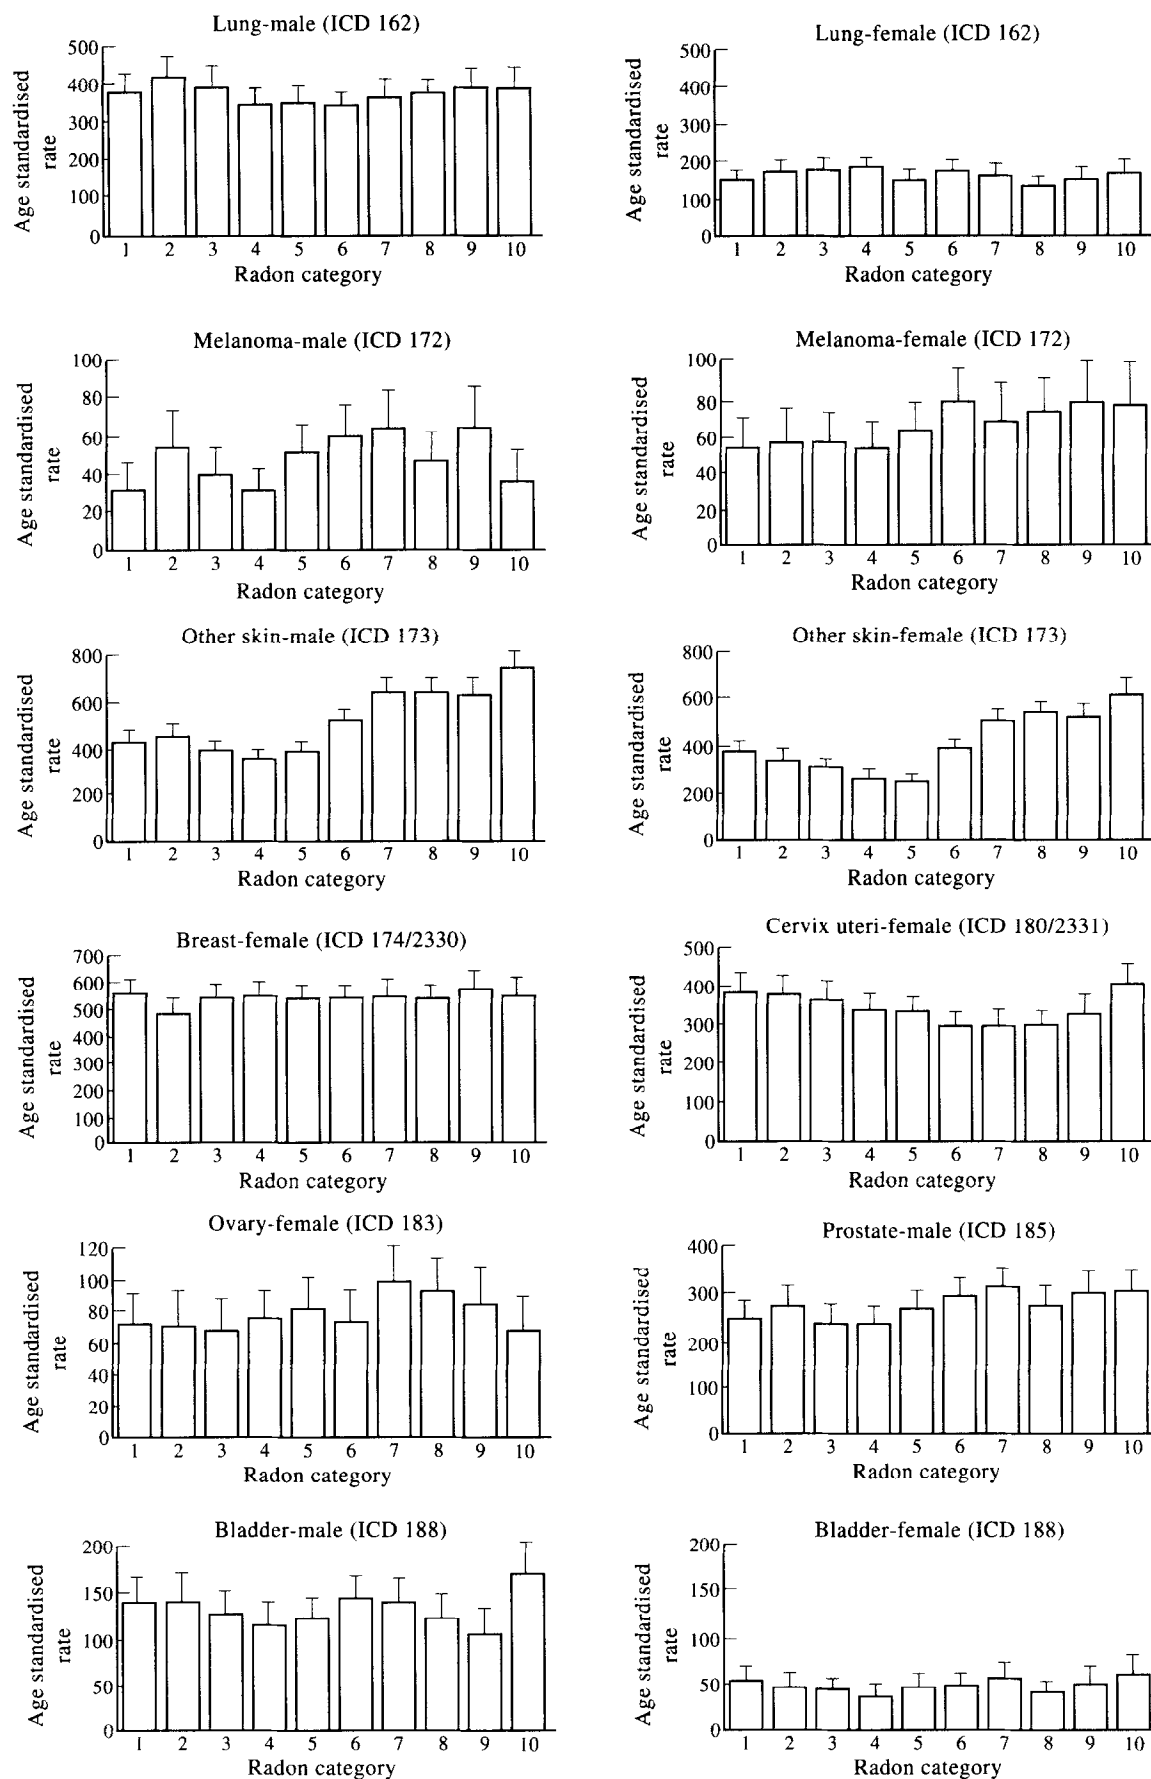 Lung-male (ICD 162)
Age standardised
rate
500
400
300
200
100
0
1 2 3 4 5 6 7 8 9 10
Radon category
Lung-female (ICD 162)
Age standardised
rate
500
400
300
200
100
0
1 2 3 4 5 6 7 8 9 10
Radon category
Melanoma-male (ICD 172)
Age standardised
rate
100
80
60
40
20
0
1 2 3 4 5 6 7 8 9 10
Radon category
Melanoma-female (ICD 172)
Age standardised
rate
100
80
60
40
20
0
1 2 3 4 5 6 7 8 9 10
Radon category
Other skin-male (ICD 173)
Age standardised
rate
800
600
400
200
0
1 2 3 4 5 6 7 8 9 10
Radon category
Other skin-female (ICD 173)
Age standardised
rate
800
600
400
200
0
1 2 3 4 5 6 7 8 9 10
Radon category
Breast-female (ICD 174/2330)
Age standardised
rate
700
600
500
400
300
200
100
0
1 2 3 4 5 6 7 8 9 10
Radon category
Cervix uteri-female (ICD 180/2331)
Age standardised
rate
500
400
300
200
100
0
1 2 3 4 5 6 7 8 9 10
Radon category
Ovary-female (ICD 183)
Age standardised
rate
120
100
80
60
40
20
0
1 2 3 4 5 6 7 8 9 10
Radon category
Prostate-male (ICD 185)
Age standardised
rate
400
300
200
100
0
1 2 3 4 5 6 7 8 9 10
Radon category
Bladder-male (ICD 188)
Age standardised
rate
200
150
100
50
0
1 2 3 4 5 6 7 8 9 10
Radon category
Bladder-female (ICD 188)
Age standardised
rate
200
150
100
50
0
1 2 3 4 5 6 7 8 9 10
Radon category